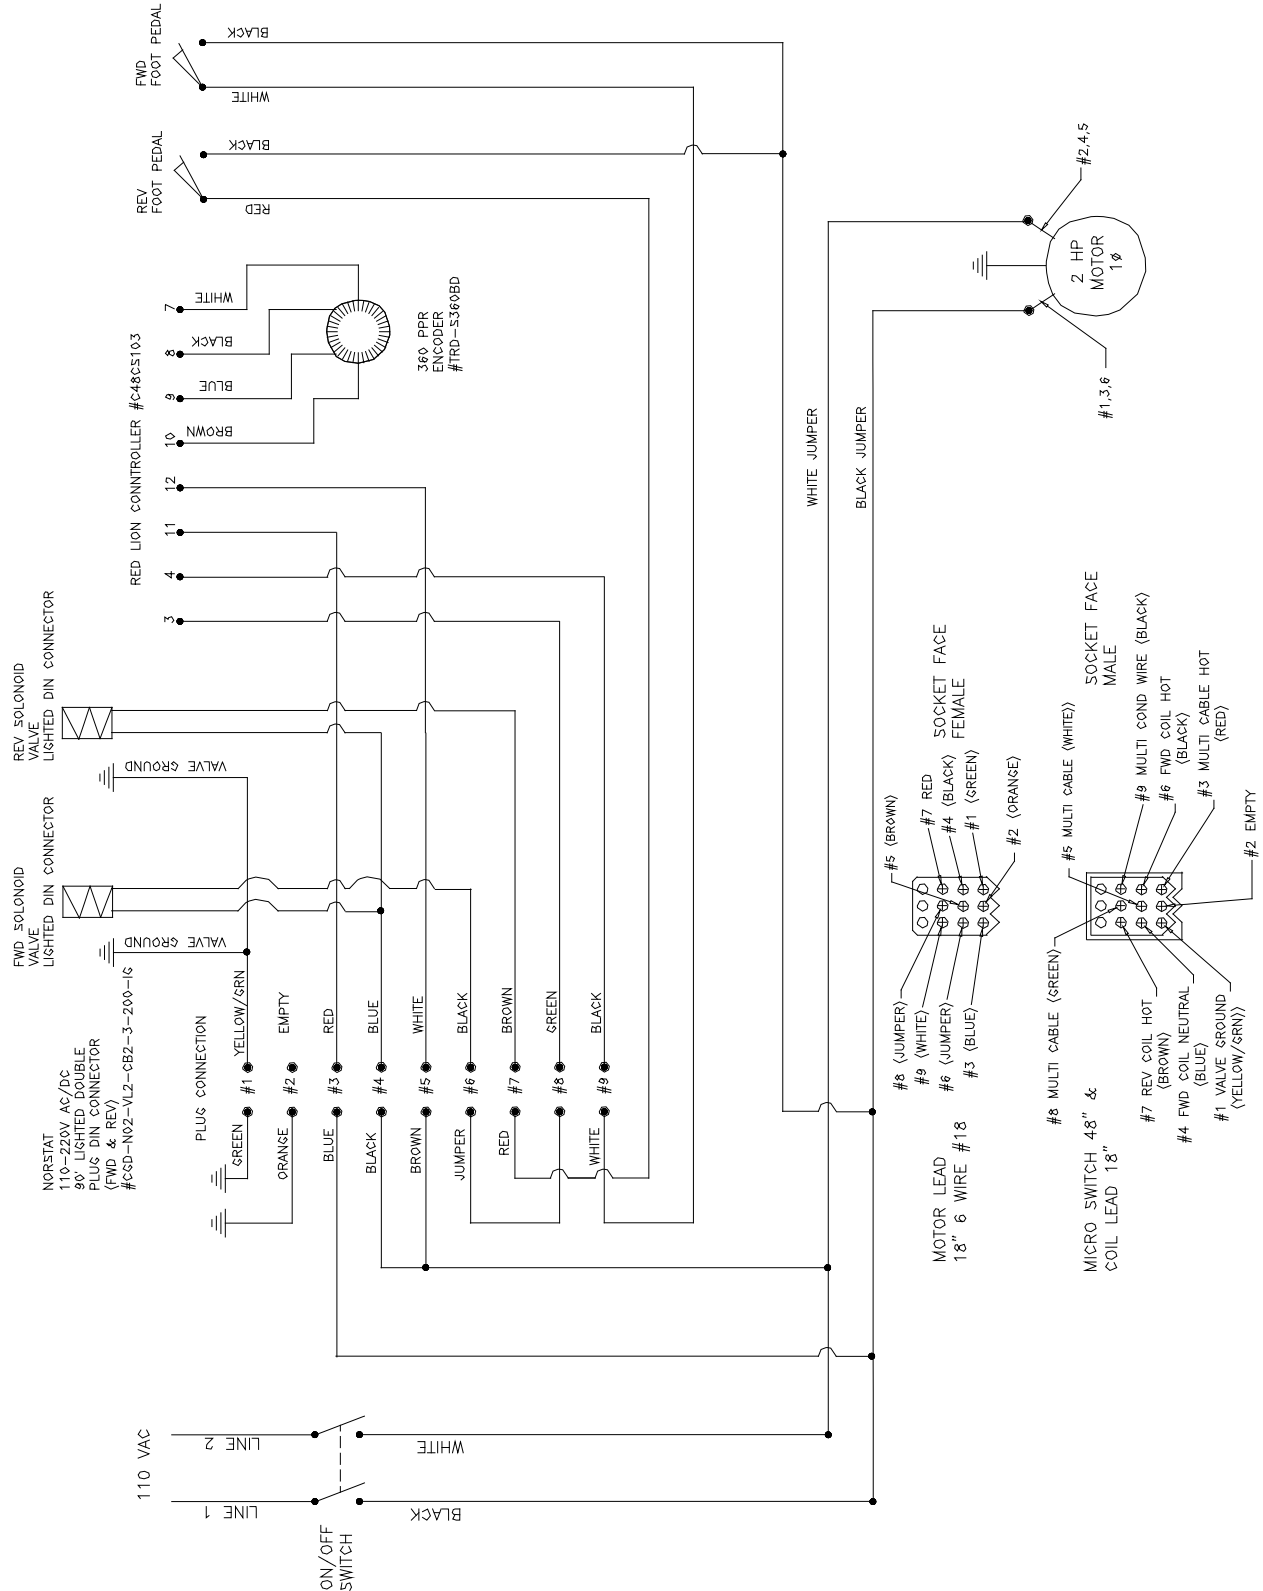 NORSTAT
110-220V AC/DC
90' LIGHTED DOUBLE
PLUG DIN CONNECTOR
(FWD & REV)
#CGD-N02-VL2-CB2-3-200-IG
FWD SOLONOID
VALVE
LIGHTED DIN CONNECTOR
REV SOLONOID
VALVE
LIGHTED DIN CONNECTOR
VALVE GROUND
VALVE GROUND
RED LION CONNTROLLER #C48CS103
3
4
11
12
10
9
8
7
BROWN
BLUE
BLACK
WHITE
360 PPR
ENCODER
#TRD-S360BD
REV
FOOT PEDAL
RED
BLACK
FWD
FOOT PEDAL
WHITE
BLACK
110 VAC
LINE 1
LINE 2
ON/OFF
SWITCH
BLACK
WHITE
PLUG CONNECTION
GREEN
#1
YELLOW/GRN
ORANGE
#2
EMPTY
BLUE
#3
RED
BLACK
#4
BLUE
BROWN
#5
WHITE
JUMPER
#6
BLACK
RED
#7
BROWN
#8
GREEN
WHITE
#9
BLACK
WHITE JUMPER
BLACK JUMPER
2 HP
MOTOR
1ø
#1,3,6
#2,4,5
MOTOR LEAD
18" 6 WIRE #18
#8 (JUMPER)
#9 (WHITE)
#6 (JUMPER)
#3 (BLUE)
#5 (BROWN)
#7 RED
#4 (BLACK)
#1 (GREEN)
#2 (ORANGE)
SOCKET FACE
FEMALE
MICRO SWITCH 48" &
COIL LEAD 18"
#8 MULTI CABLE (GREEN)
#7 REV COIL HOT
(BROWN)
#4 FWD COIL NEUTRAL
(BLUE)
#1 VALVE GROUND
(YELLOW/GRN))
#5 MULTI CABLE (WHITE))
#9 MULTI COND WIRE (BLACK)
#6 FWD COIL HOT
(BLACK)
#3 MULTI CABLE HOT
(RED)
#2 EMPTY
SOCKET FACE
MALE